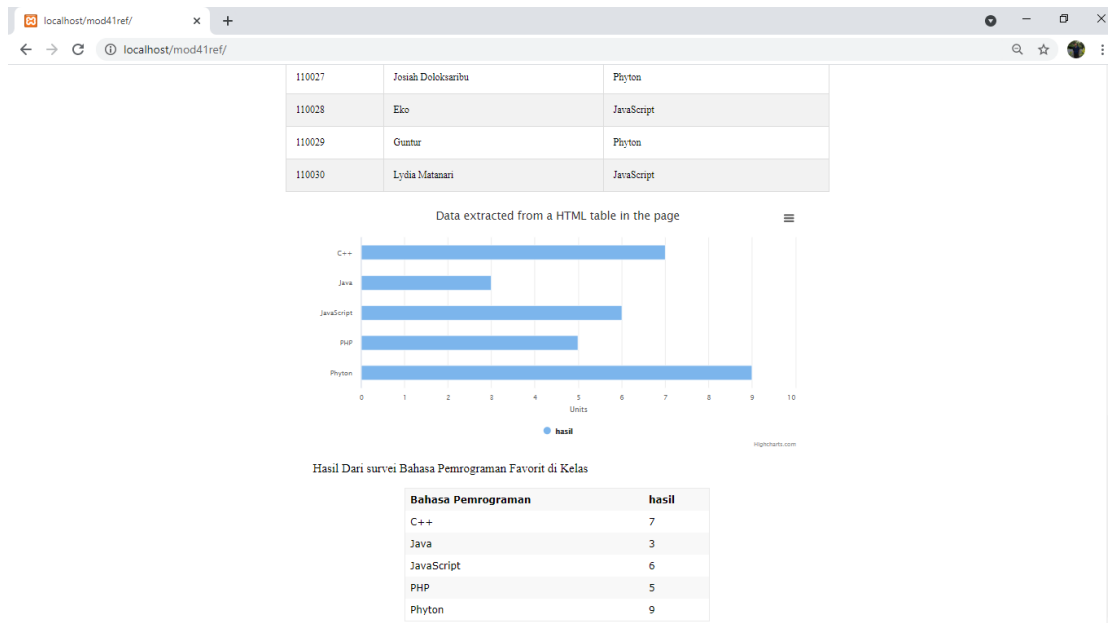 localhost/mod41ref/
localhost/mod41ref/
110027 Josiah Doloksaribu Phyton
110028 Eko JavaScript
110029 Guntur Phyton
110030 Lydia Matanari JavaScript
Data extracted from a HTML table in the page
C++
Java
JavaScript
PHP
Phyton
0 1 2 3 4 5 6 7 8 9 10
Units
hasil
Highcharts.com
Hasil Dari survei Bahasa Pemrograman Favorit di Kelas
Bahasa Pemrograman hasil
C++ 7
Java 3
JavaScript 6
PHP 5
Phyton 9